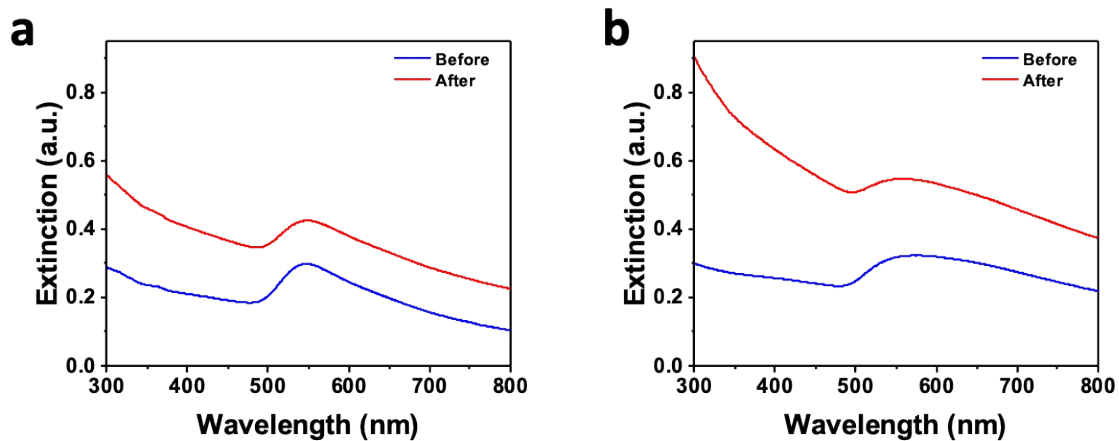 a
Before
After
Extinction (a.u.)
0.8
0.6
0.4
0.2
0.0
300 400 500 600 700 800
Wavelength (nm)
b
Before
After
Extinction (a.u.)
0.8
0.6
0.4
0.2
0.0
300 400 500 600 700 800
Wavelength (nm)